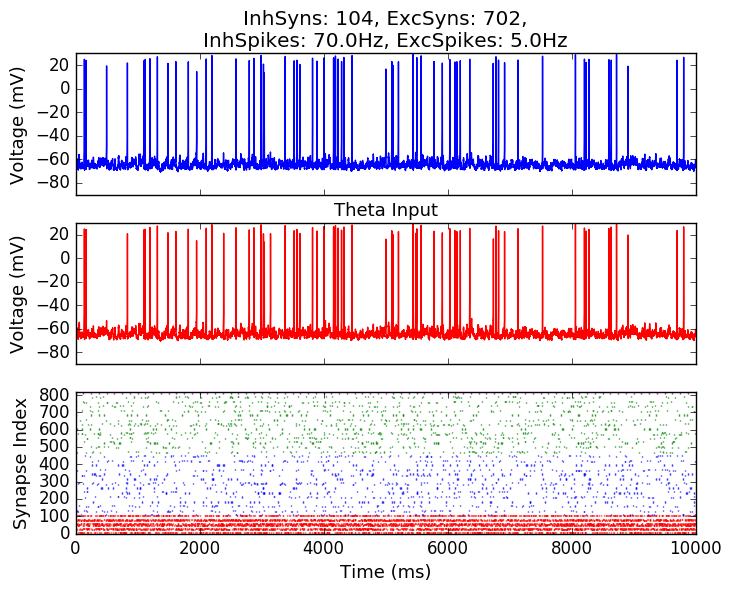 InhSyns: 104, ExcSyns: 702,
InhSpikes: 70.0Hz, ExcSpikes: 5.0Hz
20
0
−20
−40
−60
−80
Voltage (mV)
Theta Input
20
0
−20
−40
−60
−80
Voltage (mV)
800
700
600
500
400
300
200
100
0
Synapse Index
0 2000 4000 6000 8000 10000
Time (ms)